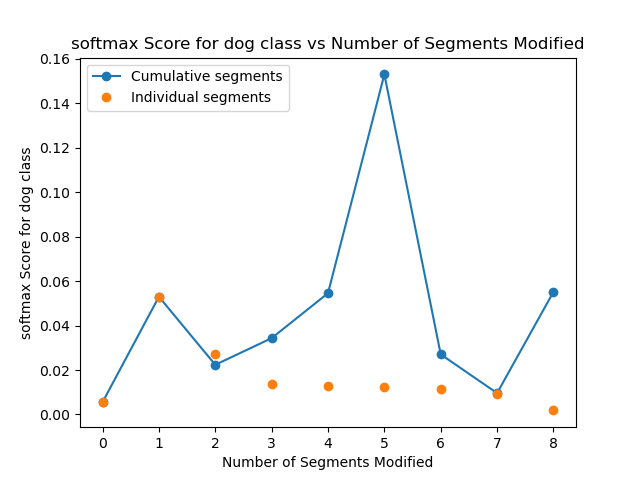 softmax Score for dog class vs Number of Segments Modified
Cumulative segments
Individual segments
softmax Score for dog class
0.16
0.14
0.12
0.10
0.08
0.06
0.04
0.02
0.00
0 1 2 3 4 5 6 7 8
Number of Segments Modified